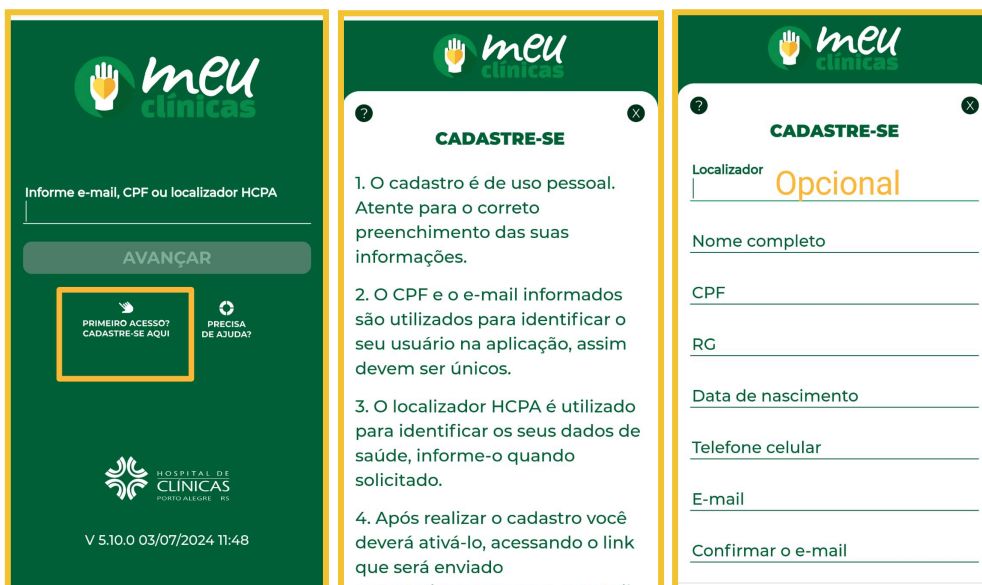 meu
clínicas
Informe e-mail, CPF ou localizador HCPA
AVANÇAR
PRIMEIRO ACESSO?
CADASTRE-SE AQUI
PRECISA
DE AJUDA?
HOSPITAL DE
CLINICAS
PORTO ALEGRE RS
V 5.10.0 03/07/2024 11:48
meu
clínicas
?
X
CADASTRE-SE
1. O cadastro é de uso pessoal.
Atente para o correto
preenchimento das suas
informações.
2. O CPF e o e-mail informados
são utilizados para identificar o
seu usuário na aplicação, assim
devem ser únicos.
3. O localizador HCPA é utilizado
para identificar os seus dados de
saúde, informe-o quando
solicitado.
4. Após realizar o cadastro você
deverá ativá-lo, acessando o link
que será enviado
meu
clínicas
?
X
CADASTRE-SE
Localizador
Opcional
Nome completo
CPF
RG
Data de nascimento
Telefone celular
E-mail
Confirmar o e-mail